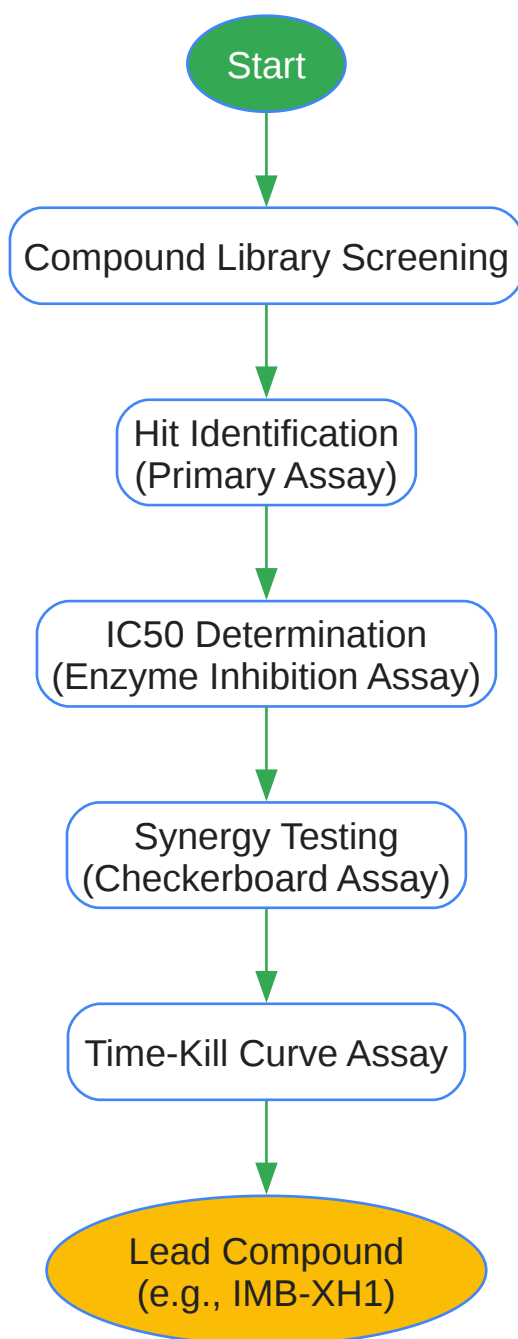 Start
Compound Library Screening
Hit Identification
(Primary Assay)
IC50 Determination
(Enzyme Inhibition Assay)
Synergy Testing
(Checkerboard Assay)
Time-Kill Curve Assay
Lead Compound
(e.g., IMB-XH1)